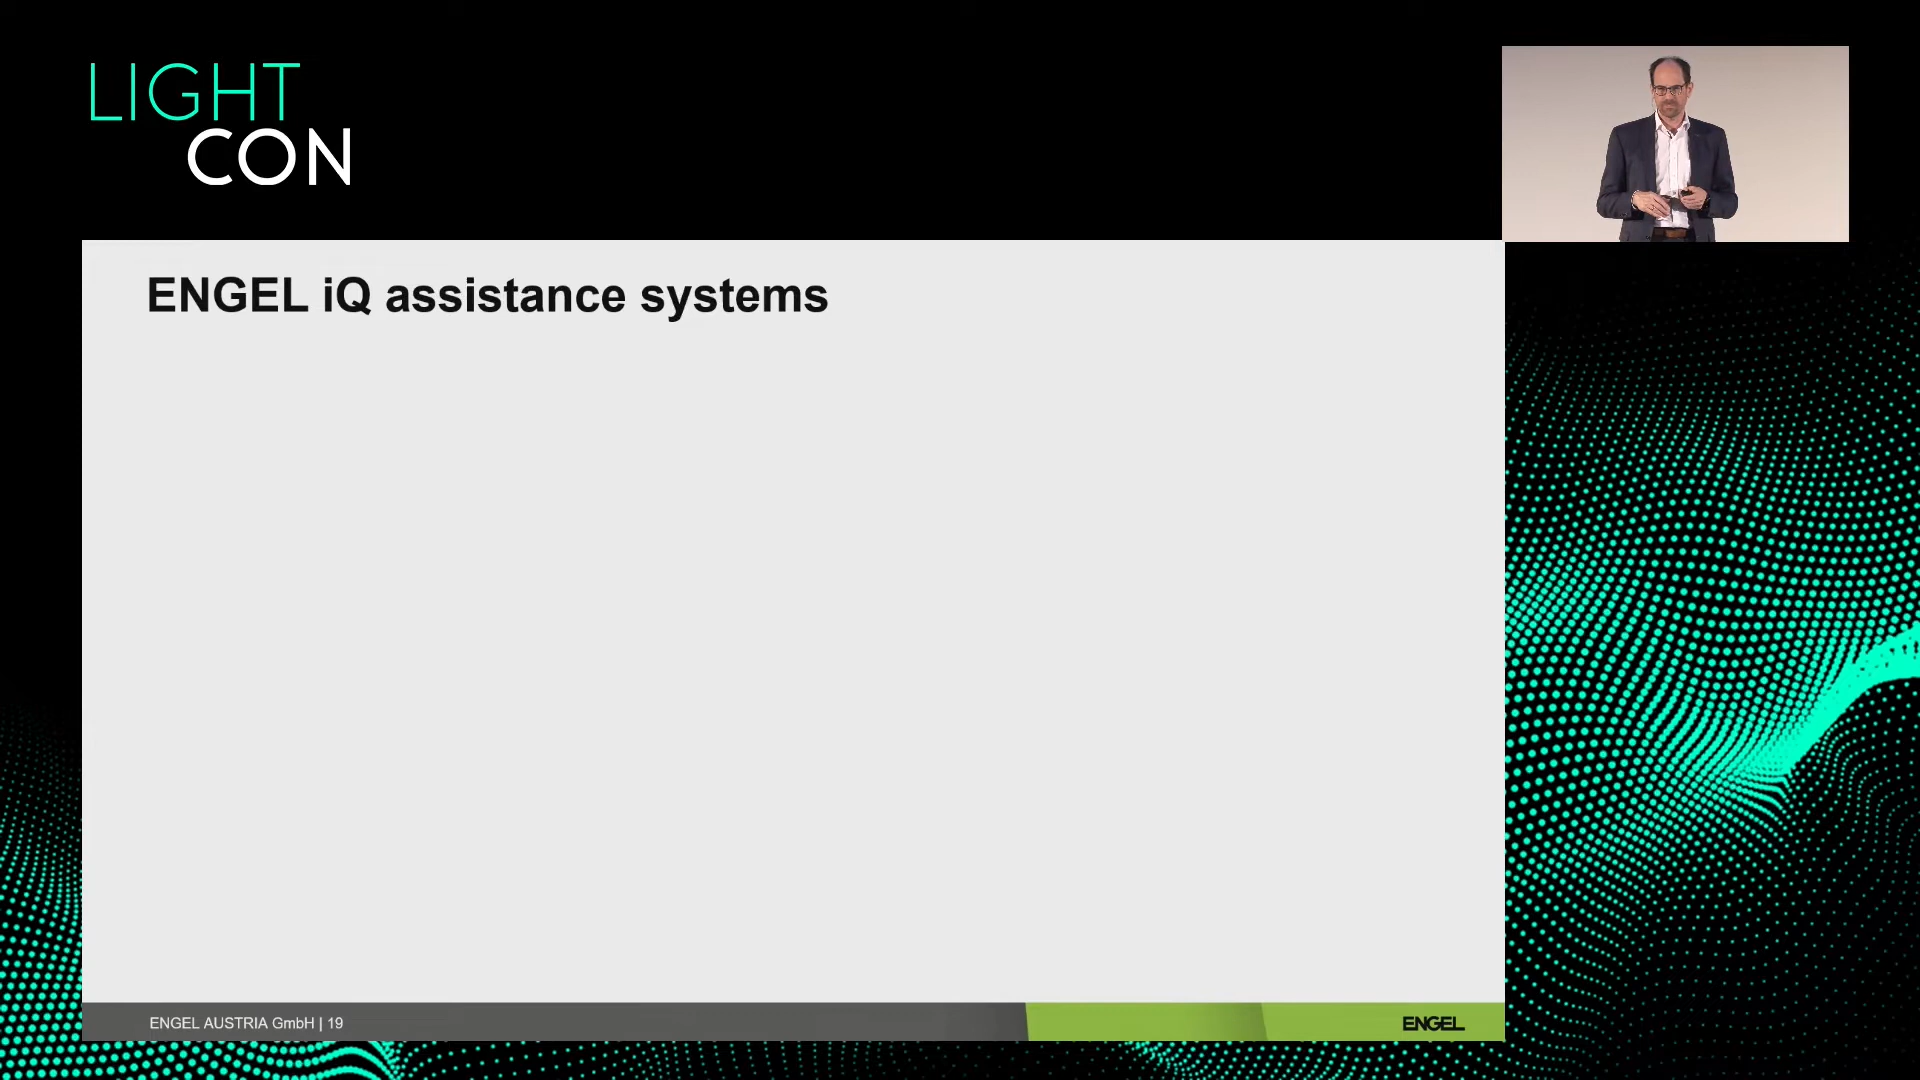 LIGHT
CON
ENGEL iQ assistance systems
ENGEL AUSTRIA GmbH | 19
ENGEL